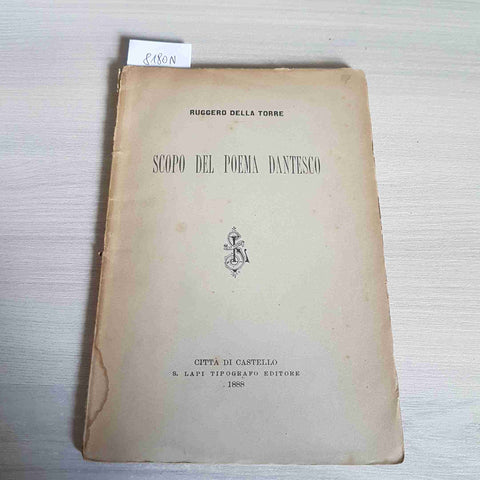 8180N
RUGGERO DELLA TORRE
SCOPO DEL POEMA DANTESCO
CITTÀ DI CASTELLO
S. LAPI TIPOGRAFO EDITORE
1888